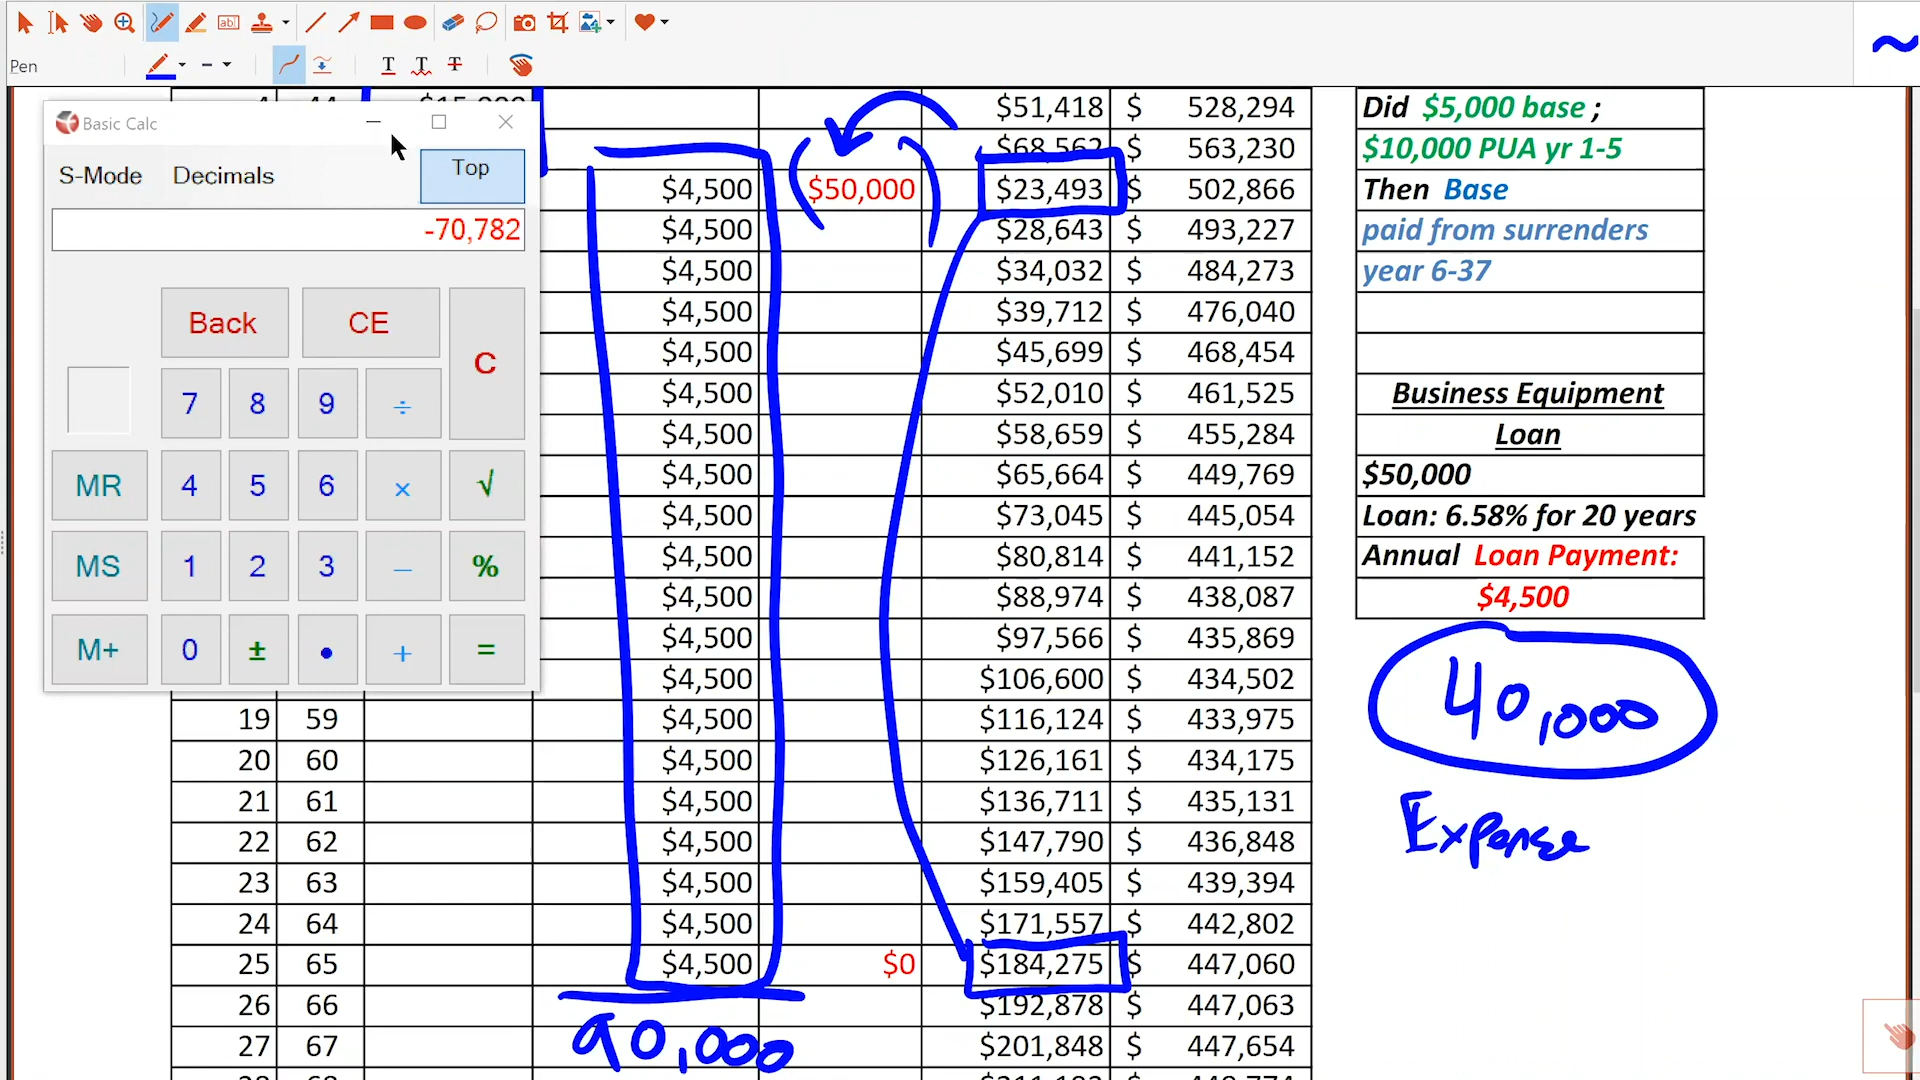 Pen
Basic Calc
S-Mode Decimals Top
-70,782
Back CE C
7 8 9 ÷
MR 4 5 6 × √
MS 1 2 3 – %
M+ 0 ± • + =
$51,418 $ 528,294
$68,562 $ 563,230
$4,500 $50,000 $23,493 $ 502,866
$4,500 $28,643 $ 493,227
$4,500 $34,032 $ 484,273
$4,500 $39,712 $ 476,040
$4,500 $45,699 $ 468,454
$4,500 $52,010 $ 461,525
$4,500 $58,659 $ 455,284
$4,500 $65,664 $ 449,769
$4,500 $73,045 $ 445,054
$4,500 $80,814 $ 441,152
$4,500 $88,974 $ 438,087
$4,500 $97,566 $ 435,869
$4,500 $106,600 $ 434,502
19 59 $4,500 $116,124 $ 433,975
20 60 $4,500 $126,161 $ 434,175
21 61 $4,500 $136,711 $ 435,131
22 62 $4,500 $147,790 $ 436,848
23 63 $4,500 $159,405 $ 439,394
24 64 $4,500 $171,557 $ 442,802
25 65 $4,500 $0 $184,275 $ 447,060
26 66 $192,878 $ 447,063
27 67 $201,848 $ 447,654
90,000
Did $5,000 base ;
$10,000 PUA yr 1-5
Then Base
paid from surrenders
year 6-37
Business Equipment
Loan
$50,000
Loan: 6.58% for 20 years
Annual Loan Payment:
$4,500
40,000
Expense